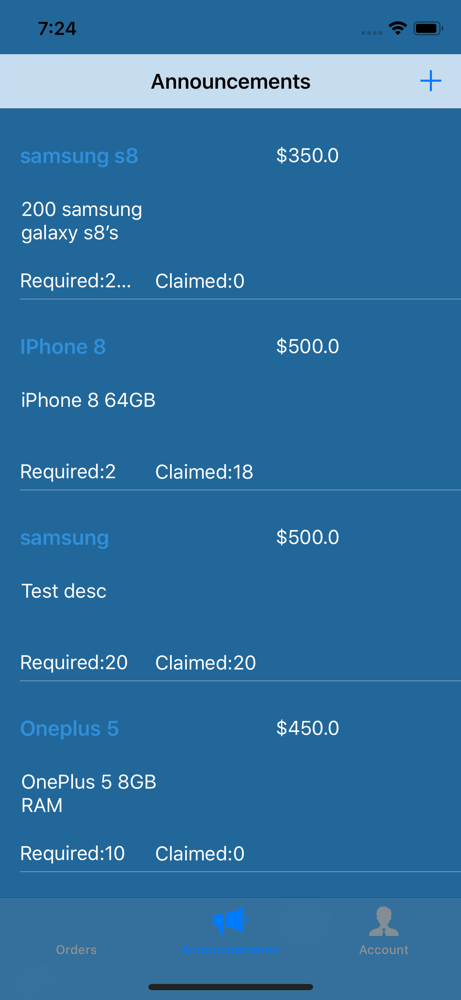 7:24
Announcements
samsung s8 $350.0
200 samsung
galaxy s8’s
Required:2... Claimed:0
IPhone 8 $500.0
iPhone 8 64GB
Required:2 Claimed:18
samsung $500.0
Test desc
Required:20 Claimed:20
Oneplus 5 $450.0
OnePlus 5 8GB
RAM
Required:10 Claimed:0
Orders Announcements Account